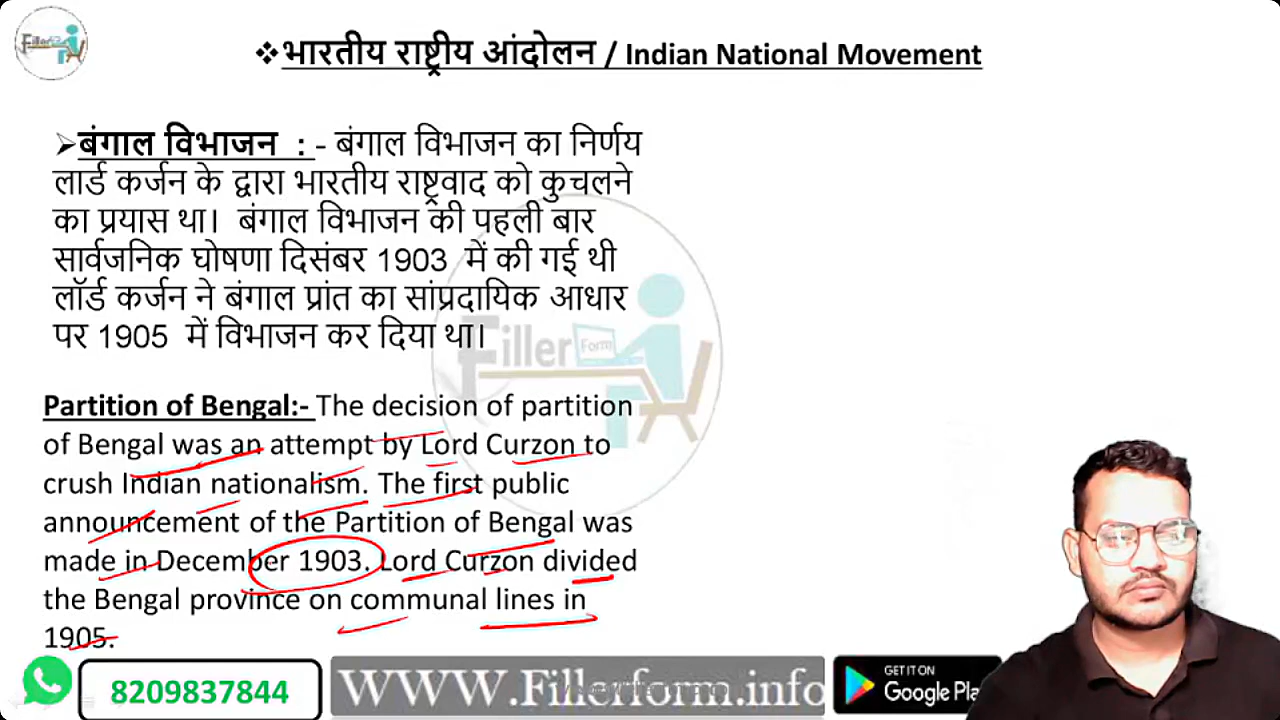 ❖भारतीय राष्ट्रीय आंदोलन / Indian National Movement
➢बंगाल विभाजन : - बंगाल विभाजन का निर्णय
लार्ड कर्जन के द्वारा भारतीय राष्ट्रवाद को कुचलने
का प्रयास था। बंगाल विभाजन की पहली बार
सार्वजनिक घोषणा दिसंबर 1903 में की गई थी
लॉर्ड कर्जन ने बंगाल प्रांत का सांप्रदायिक आधार
पर 1905 में विभाजन कर दिया था।
Filler Form
Partition of Bengal:- The decision of partition
of Bengal was an attempt by Lord Curzon to
crush Indian nationalism. The first public
announcement of the Partition of Bengal was
made in December 1903. Lord Curzon divided
the Bengal province on communal lines in
1905.
8209837844
WWW.Fillerform.info
GET IT ON
Google Pla